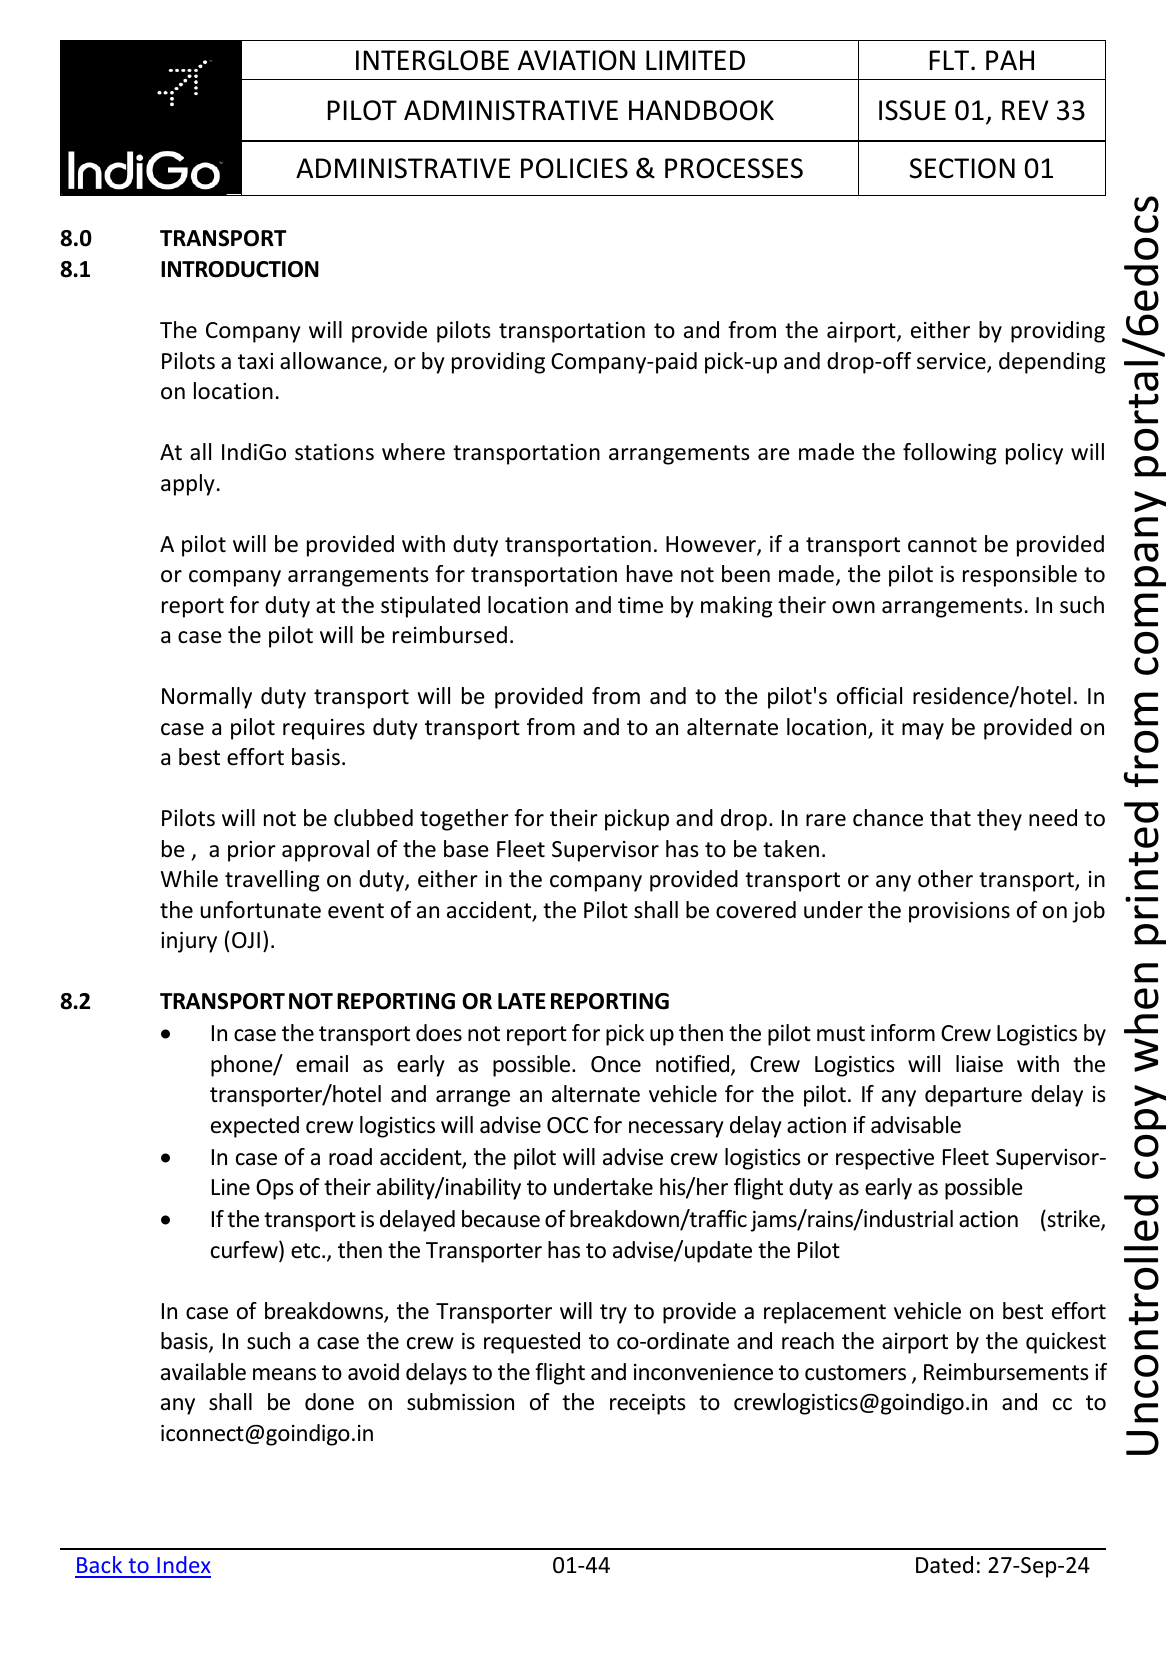 INTERGLOBE AVIATION LIMITED
FLT. PAH
PILOT ADMINISTRATIVE HANDBOOK
ISSUE 01, REV 33
IndiGo
ADMINISTRATIVE POLICIES & PROCESSES
SECTION 01
8.0 TRANSPORT
8.1 INTRODUCTION
The Company will provide pilots transportation to and from the airport, either by providing
Pilots a taxi allowance, or by providing Company-paid pick-up and drop-off service, depending
on location.
At all IndiGo stations where transportation arrangements are made the following policy will
apply.
A pilot will be provided with duty transportation. However, if a transport cannot be provided
or company arrangements for transportation have not been made, the pilot is responsible to
report for duty at the stipulated location and time by making their own arrangements. In such
a case the pilot will be reimbursed.
Normally duty transport will be provided from and to the pilot's official residence/hotel. In
case a pilot requires duty transport from and to an alternate location, it may be provided on
a best effort basis.
Pilots will not be clubbed together for their pickup and drop. In rare chance that they need to
be , a prior approval of the base Fleet Supervisor has to be taken.
While travelling on duty, either in the company provided transport or any other transport, in
the unfortunate event of an accident, the Pilot shall be covered under the provisions of on job
injury (OJI).
8.2 TRANSPORT NOT REPORTING OR LATE REPORTING
• In case the transport does not report for pick up then the pilot must inform Crew Logistics by
phone/ email as early as possible. Once notified, Crew Logistics will liaise with the
transporter/hotel and arrange an alternate vehicle for the pilot. If any departure delay is
expected crew logistics will advise OCC for necessary delay action if advisable
• In case of a road accident, the pilot will advise crew logistics or respective Fleet Supervisor-
Line Ops of their ability/inability to undertake his/her flight duty as early as possible
• If the transport is delayed because of breakdown/traffic jams/rains/industrial action (strike,
curfew) etc., then the Transporter has to advise/update the Pilot
In case of breakdowns, the Transporter will try to provide a replacement vehicle on best effort
basis, In such a case the crew is requested to co-ordinate and reach the airport by the quickest
available means to avoid delays to the flight and inconvenience to customers , Reimbursements if
any shall be done on submission of the receipts to crewlogistics@goindigo.in and cc to
iconnect@goindigo.in
Back to Index
01-44
Dated: 27-Sep-24
Uncontrolled copy when printed from company portal/6edocs